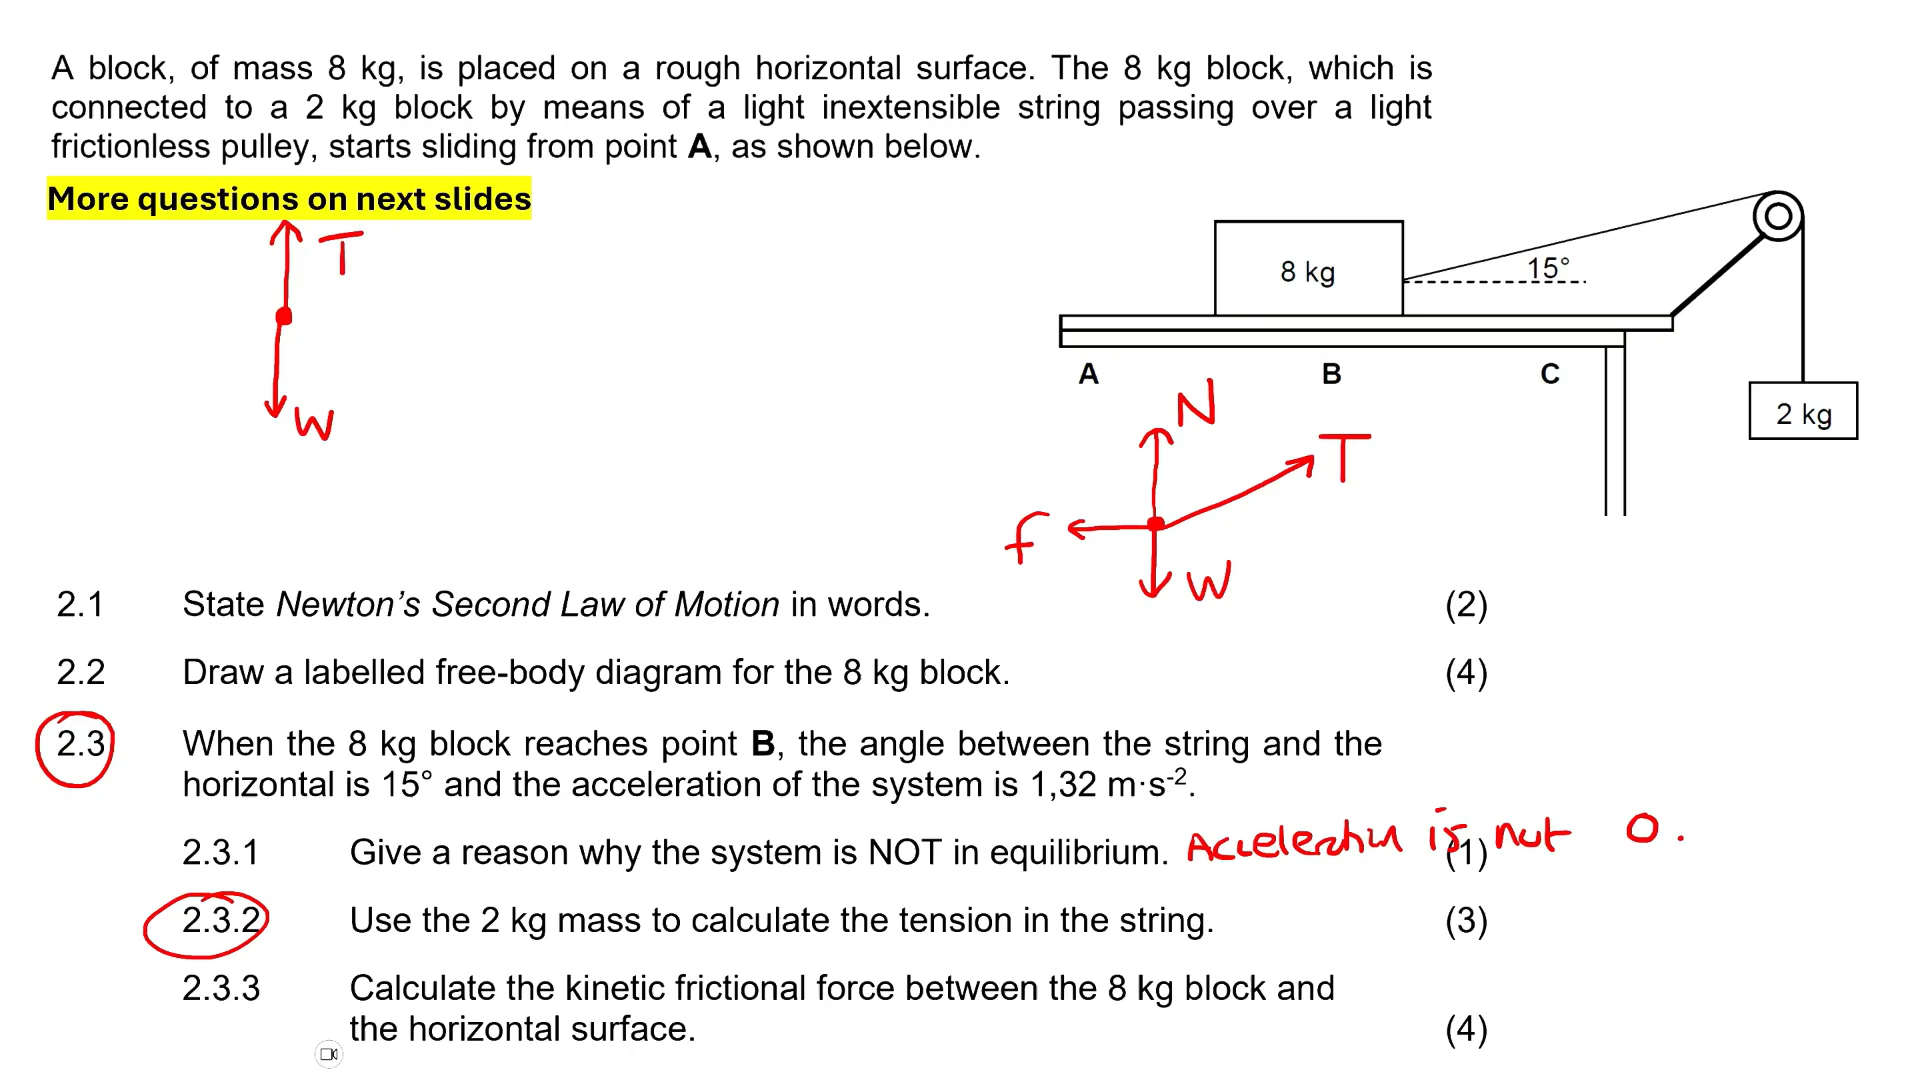 A block, of mass 8 kg, is placed on a rough horizontal surface. The 8 kg block, which is
connected to a 2 kg block by means of a light inextensible string passing over a light
frictionless pulley, starts sliding from point A, as shown below.
More questions on next slides
T
W
8 kg
15°
A B C
2 kg
N
T
f
W
2.1 State Newton's Second Law of Motion in words. (2)
2.2 Draw a labelled free-body diagram for the 8 kg block. (4)
2.3 When the 8 kg block reaches point B, the angle between the string and the
horizontal is 15° and the acceleration of the system is 1,32 m·s⁻².
2.3.1 Give a reason why the system is NOT in equilibrium. (1)
Acceleration is not 0.
2.3.2 Use the 2 kg mass to calculate the tension in the string. (3)
2.3.3 Calculate the kinetic frictional force between the 8 kg block and
the horizontal surface. (4)